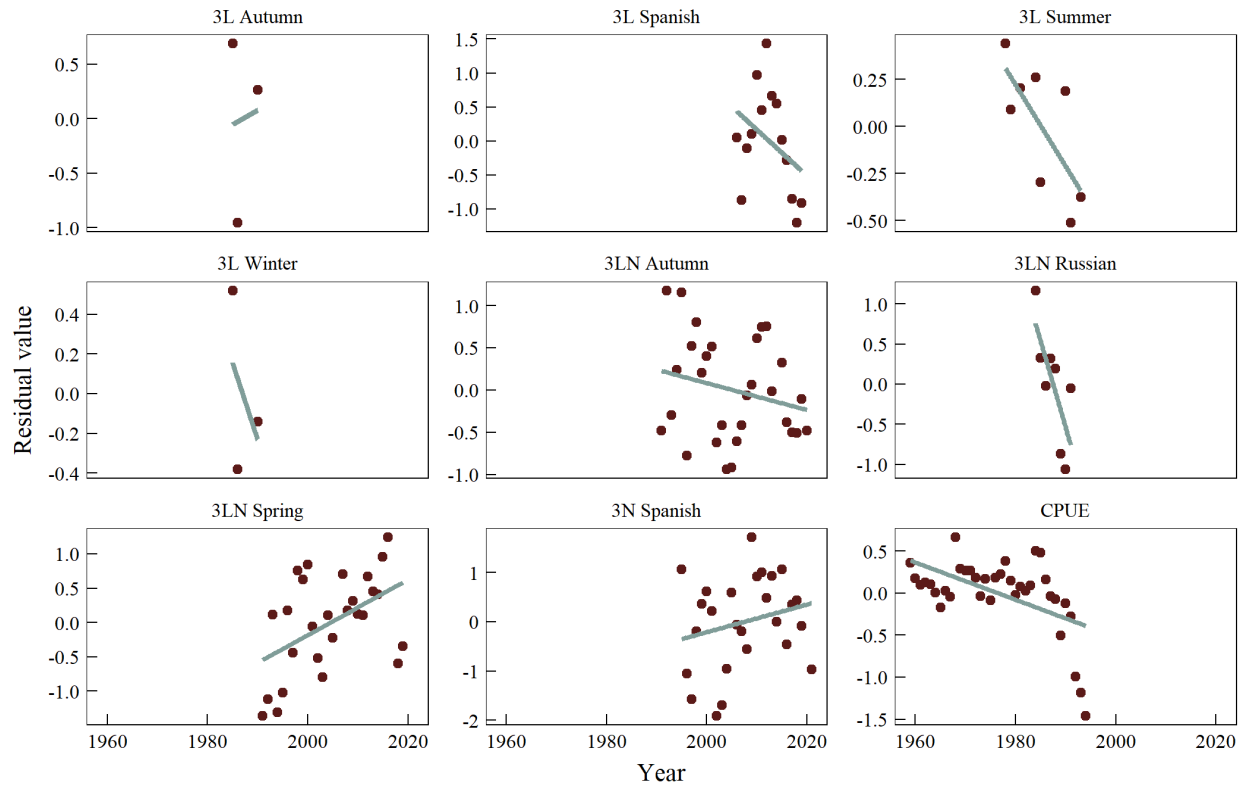 3L Autumn 3L Spanish 3L Summer
0.5 0.0 -0.5 -1.0
1.5 1.0 0.5 0.0 -0.5 -1.0
0.25 0.00 -0.25 -0.50
3L Winter 3LN Autumn 3LN Russian
0.4 0.2 0.0 -0.2 -0.4
1.0 0.5 0.0 -0.5 -1.0
1.0 0.5 0.0 -0.5 -1.0
3LN Spring 3N Spanish CPUE
1.0 0.5 0.0 -0.5 -1.0
2 1 0 -1 -2
0.5 0.0 -0.5 -1.0 -1.5
1960 1980 2000 2020 1960 1980 2000 2020 1960 1980 2000 2020
Residual value
Year